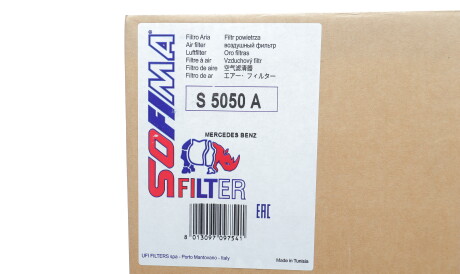 SOFIMA
Filtro Aria
Air filter
Luftfilter
Filtre à air
Filtro de aire
Filtro de ar
Filtr powietrza
воздушный фильтр
Oro filtras
Vzduchový filtr
空气滤清器
エアー・フィルター
S 5050 A
MERCEDES BENZ
FILTER
8 013097 097541
EAC
UFI FILTERS spa - Porto Mantovano - Italy
Made in Tunisia